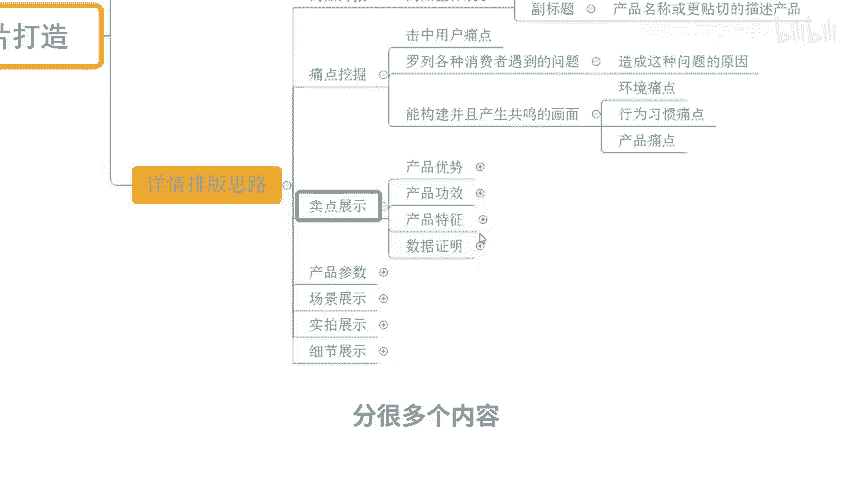 副标题
产品名称或更贴切的描述产品
bilibili
片打造
击中用户痛点
痛点挖掘
罗列各种消费者遇到的问题
造成这种问题的原因
环境痛点
能构建并且产生共鸣的画面
行为习惯痛点
产品痛点
详情排版思路
产品优势
产品功效
卖点展示
产品特征
数据证明
产品参数
场景展示
实拍展示
细节展示
分很多个内容